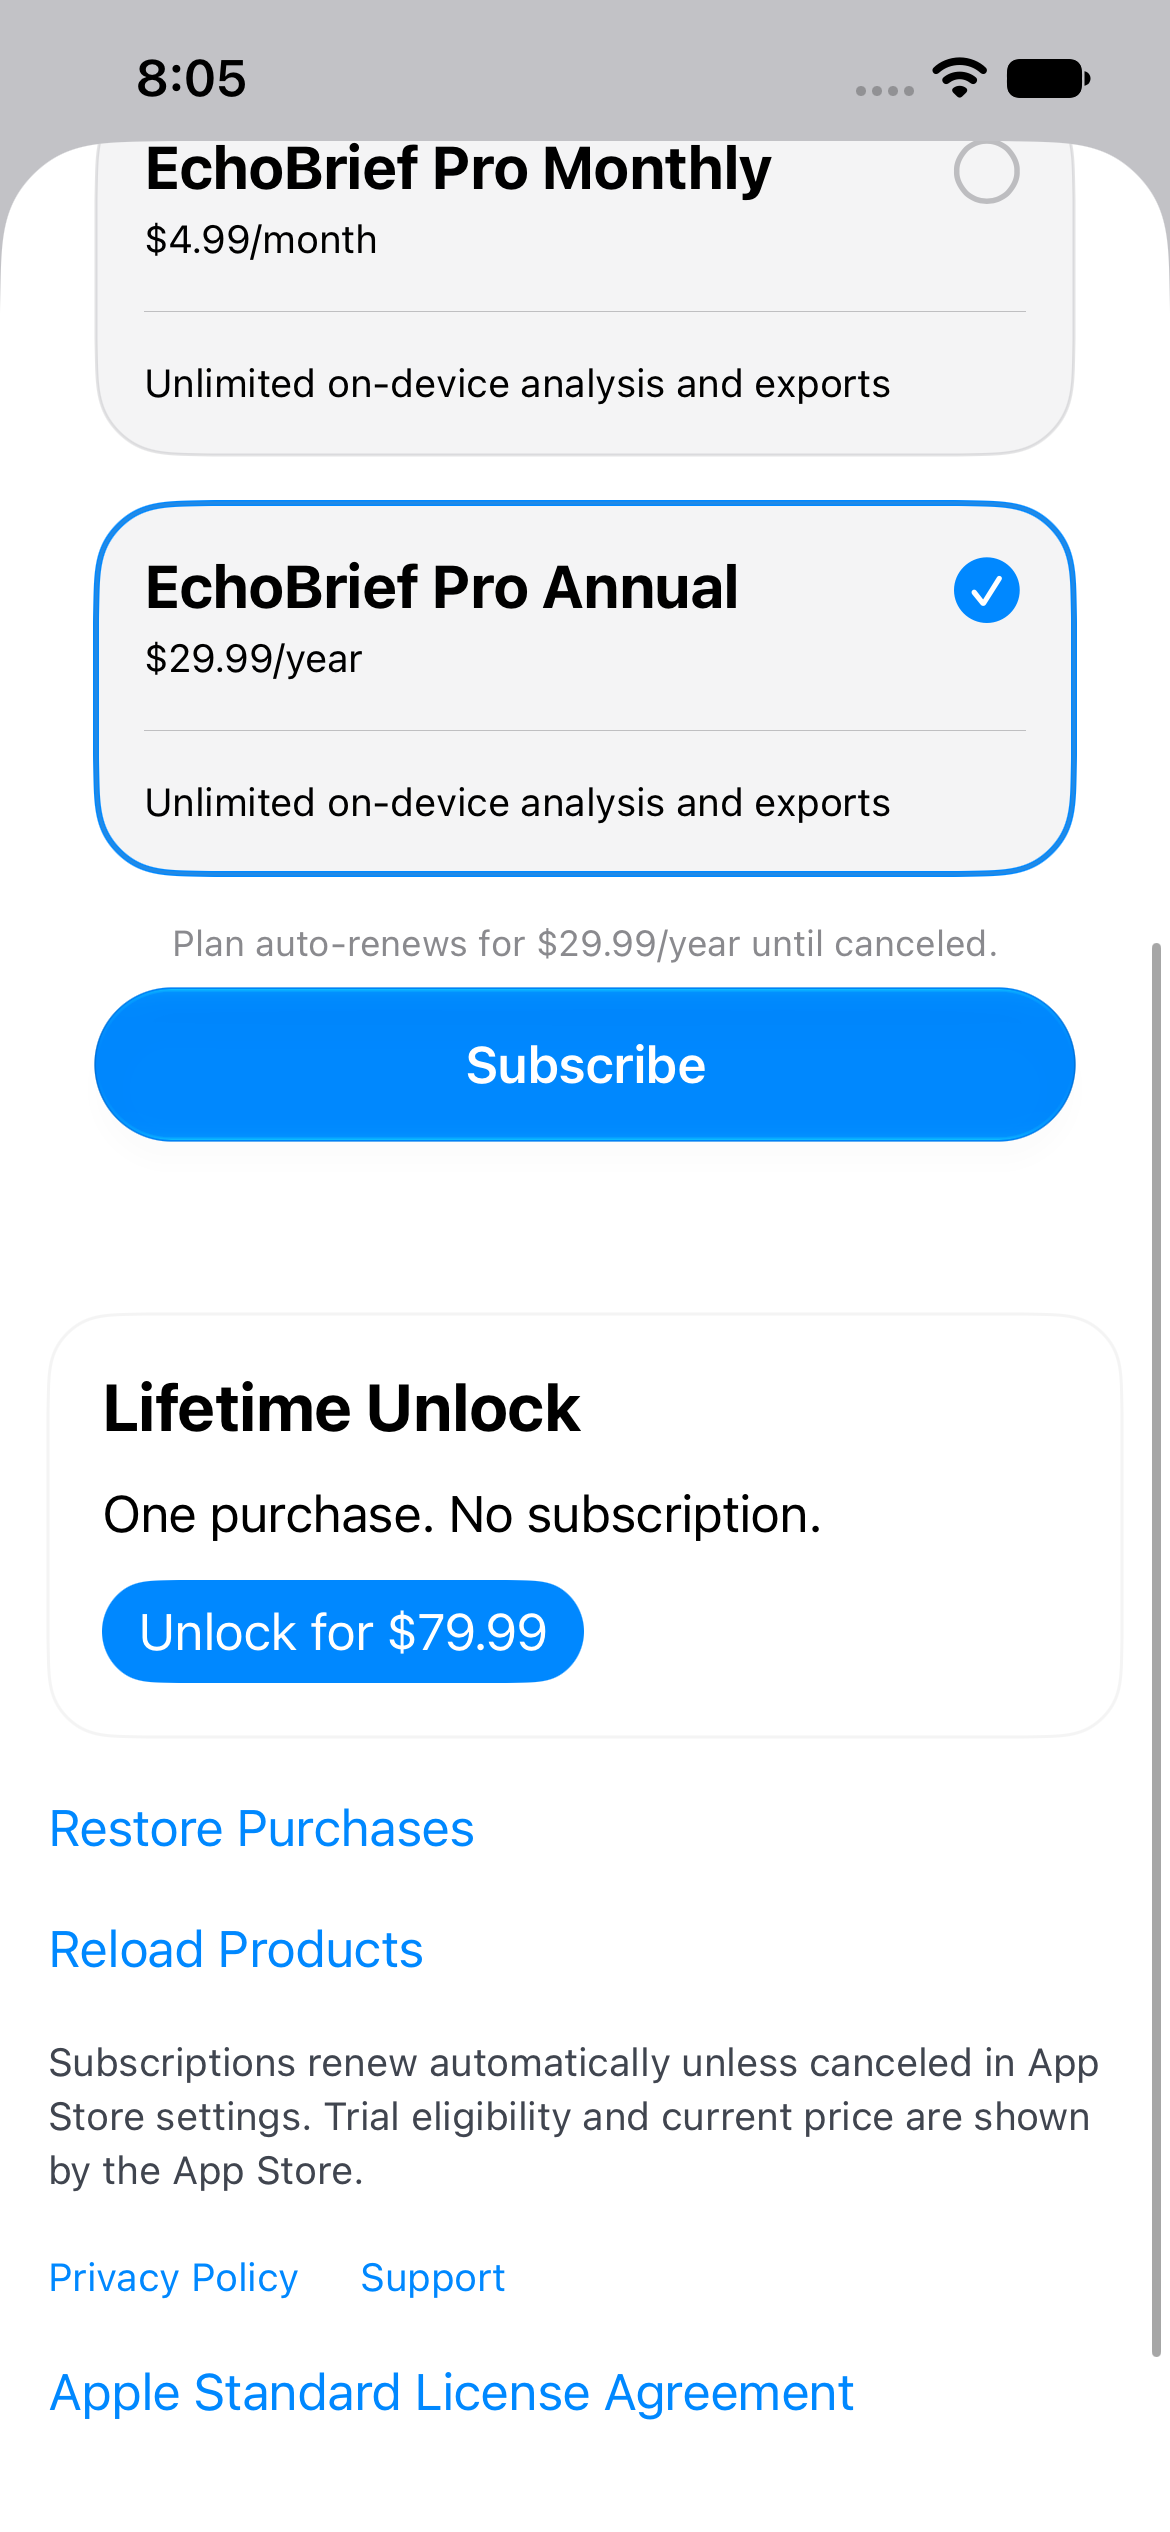 8:05
EchoBrief Pro Monthly
$4.99/month
Unlimited on-device analysis and exports
EchoBrief Pro Annual
$29.99/year
Unlimited on-device analysis and exports
Plan auto-renews for $29.99/year until canceled.
Subscribe
Lifetime Unlock
One purchase. No subscription.
Unlock for $79.99
Restore Purchases
Reload Products
Subscriptions renew automatically unless canceled in App
Store settings. Trial eligibility and current price are shown
by the App Store.
Privacy Policy Support
Apple Standard License Agreement